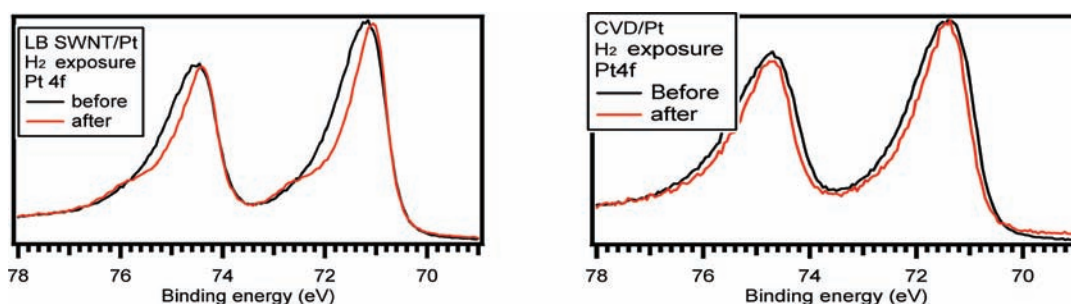 LB SWNT/Pt
H2 exposure
Pt 4f
before
after
78 76 74 72 70
Binding energy (eV)
CVD/Pt
H2 exposure
Pt4f
Before
after
78 76 74 72 70
Binding energy (eV)